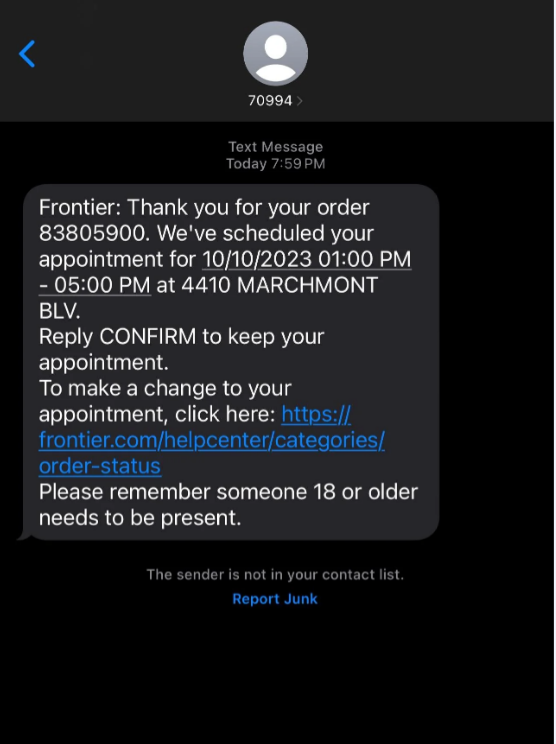 70994 >
Text Message
Today 7:59 PM
Frontier: Thank you for your order
83805900. We've scheduled your
appointment for 10/10/2023 01:00 PM
- 05:00 PM at 4410 MARCHMONT
BLV.
Reply CONFIRM to keep your
appointment.
To make a change to your
appointment, click here: https://
frontier.com/helpcenter/categories/
order-status
Please remember someone 18 or older
needs to be present.
The sender is not in your contact list.
Report Junk